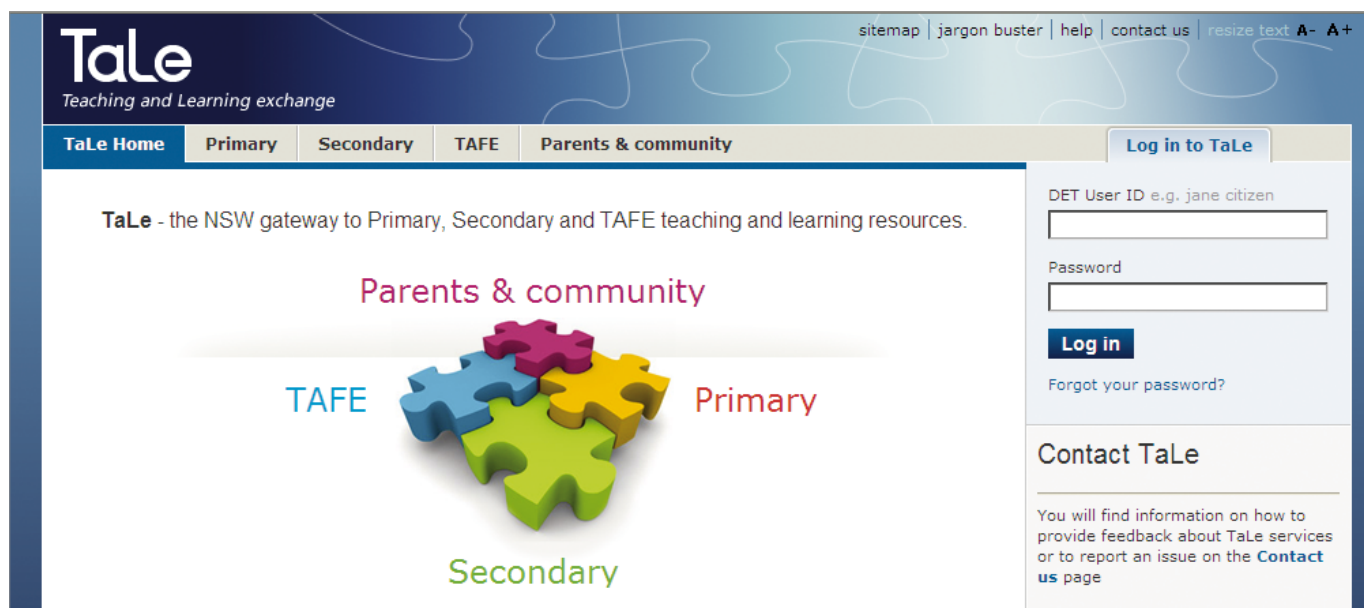 sitemap | jargon buster | help | contact us | resize text A- A+
TaLe
Teaching and Learning exchange
TaLe Home Primary Secondary TAFE Parents & community Log in to TaLe
TaLe - the NSW gateway to Primary, Secondary and TAFE teaching and learning resources.
Parents & community
TAFE Primary
Secondary
DET User ID e.g. jane citizen
Password
Log in
Forgot your password?
Contact TaLe
You will find information on how to
provide feedback about TaLe services
or to report an issue on the Contact
us page